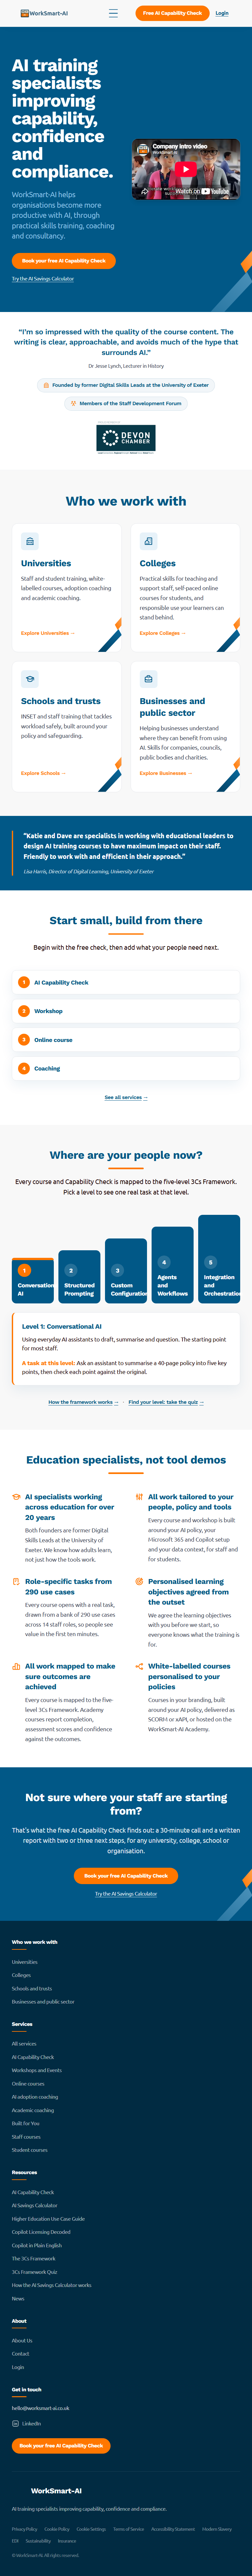 WorkSmart-AI
Free AI Capability Check
Login
AI training
specialists
improving
capability,
confidence
and
compliance.
WorkSmart-AI helps
organisations become more
productive with AI, through
practical skills training, coaching
and consultancy.
Book your free AI Capability Check
Try the AI Savings Calculator
Company intro video
WorkSmart-AI
Watch on YouTube
“I’m so impressed with the quality of the course content. The
writing is clear, approachable, and avoids much of the hype that
surrounds AI.”
Dr Jesse Lynch, Lecturer in History
Founded by former Digital Skills Leads at the University of Exeter
Members of the Staff Development Forum
DEVON
CHAMBER
Who we work with
Universities
Staff and student training, white-
labelled courses, adoption coaching
and academic coaching.
Explore Universities →
Colleges
Practical skills for teaching and
support staff, self-paced online
courses for students, and
responsible use your learners can
stand behind.
Explore Colleges →
Schools and trusts
INSET and staff training that tackles
workload safely, built around your
policy and safeguarding.
Explore Schools →
Businesses and
public sector
Helping businesses understand
where they can benefit from using
AI. Skills for companies, councils,
public bodies and charities.
Explore Businesses →
"Katie and Dave are specialists in working with educational leaders to
design AI training courses to have maximum impact on their staff.
Friendly to work with and efficient in their approach."
Lisa Harris, Director of Digital Learning, University of Exeter
Start small, build from there
Begin with the free check, then add what your people need next.
1 AI Capability Check
2 Workshop
3 Online course
4 Coaching
See all services →
Where are your people now?
Every course and Capability Check is mapped to the five-level 3Cs Framework.
Pick a level to see one real task at that level.
1
Conversational
AI
2
Structured
Prompting
3
Custom
Configuration
4
Agents
and
Workflows
5
Integration
and
Orchestration
Level 1: Conversational AI
Using everyday AI assistants to draft, summarise and question. The starting point
for most staff.
A task at this level: Ask an assistant to summarise a 40-page policy into five key
points, then check each point against the original.
How the framework works → · Find your level: take the quiz →
Education specialists, not tool demos
AI specialists working
across education for over
20 years
Both founders are former Digital
Skills Leads at the University of
Exeter. We know how adults learn,
not just how the tools work.
All work tailored to your
people, policy and tools
Every course and workshop is built
around your AI policy, your
Microsoft 365 and Copilot setup
and your data context, for staff and
for students.
Role-specific tasks from
290 use cases
Every course opens with a real task,
drawn from a bank of 290 use cases
across 14 staff roles, so people see
value in the first ten minutes.
Personalised learning
objectives agreed from
the outset
We agree the learning objectives
with you before we start, so
everyone knows what the training is
for.
All work mapped to make
sure outcomes are
achieved
Every course is mapped to the five-
level 3Cs Framework. Academy
courses report completion,
assessment scores and confidence
against the outcomes.
White-labelled courses
personalised to your
policies
Courses in your branding, built
around your AI policy, delivered as
SCORM or xAPI, or hosted on the
WorkSmart-AI Academy.
Not sure where your staff are starting
from?
That's what the free AI Capability Check finds out: a 30-minute call and a written
report with two or three next steps, for any university, college, school or
organisation.
Book your free AI Capability Check
Try the AI Savings Calculator
Who we work with
Universities
Colleges
Schools and trusts
Businesses and public sector
Services
All services
AI Capability Check
Workshops and Events
Online courses
AI adoption coaching
Academic coaching
Built for You
Staff courses
Student courses
Resources
AI Capability Check
AI Savings Calculator
Higher Education Use Case Guide
Copilot Licensing Decoded
Copilot in Plain English
The 3Cs Framework
3Cs Framework Quiz
How the AI Savings Calculator works
News
About
About Us
Contact
Login
Get in touch
hello@worksmart-ai.co.uk
LinkedIn
Book your free AI Capability Check
WorkSmart-AI
AI training specialists improving capability, confidence and compliance.
Privacy Policy Cookie Policy Cookie Settings Terms of Service Accessibility Statement Modern Slavery
EDI Sustainability Insurance
© WorkSmart-AI. All rights reserved.